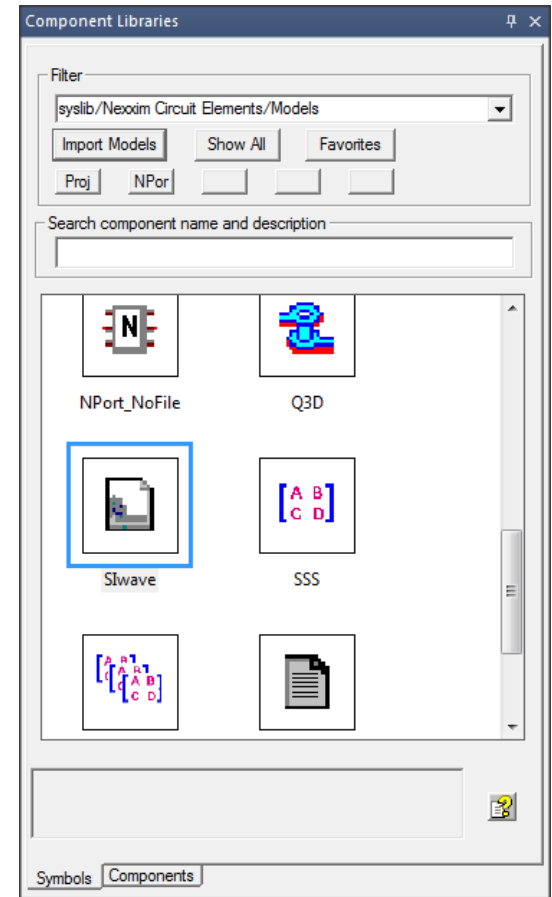 Component Libraries
Filter
syslib/Nexxim Circuit Elements/Models
Import Models Show All Favorites
Proj NPor
Search component name and description
N
NPort_NoFile Q3D
A B
C D
SIwave SSS
A B
C D
Symbols Components